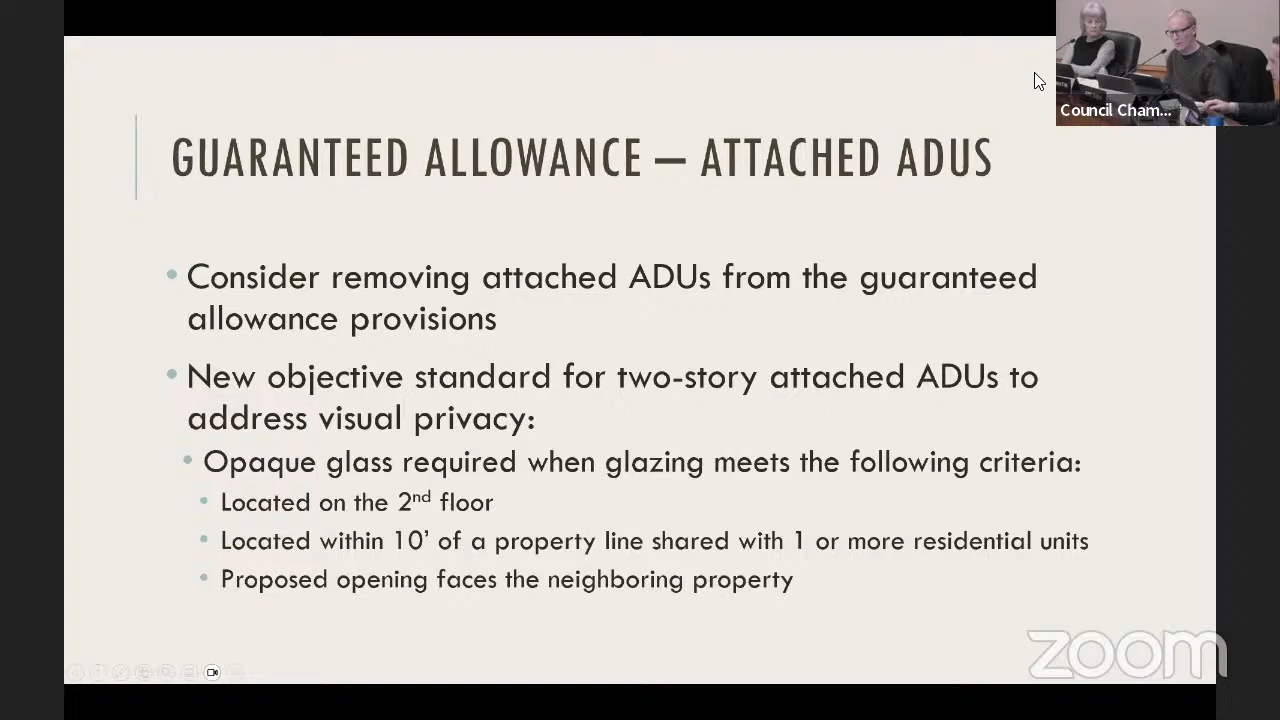 Council Cham...
GUARANTEED ALLOWANCE – ATTACHED ADUS
• Consider removing attached ADUs from the guaranteed
allowance provisions
• New objective standard for two-story attached ADUs to
address visual privacy:
• Opaque glass required when glazing meets the following criteria:
• Located on the 2nd floor
• Located within 10’ of a property line shared with 1 or more residential units
• Proposed opening faces the neighboring property
zoom